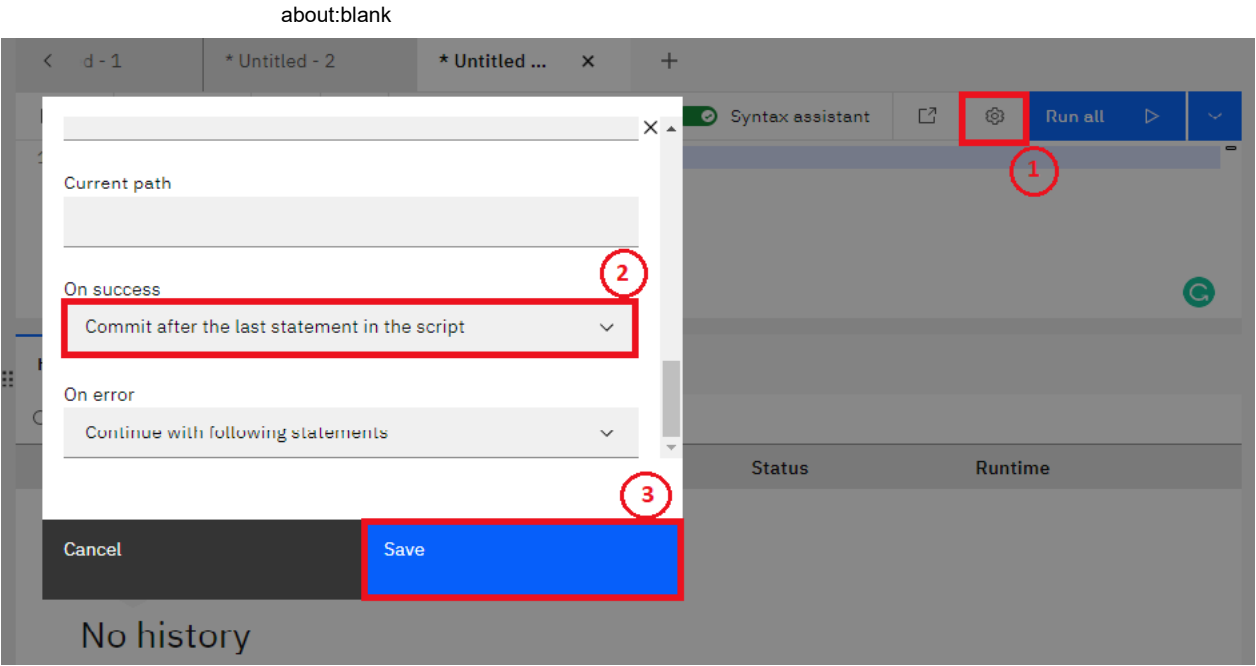 about:blank
d - 1
* Untitled - 2
* Untitled ...
Syntax assistant
Run all
1
Current path
2
On success
Commit after the last statement in the script
On error
Continue with following statements
Status
Runtime
3
Cancel
Save
No history